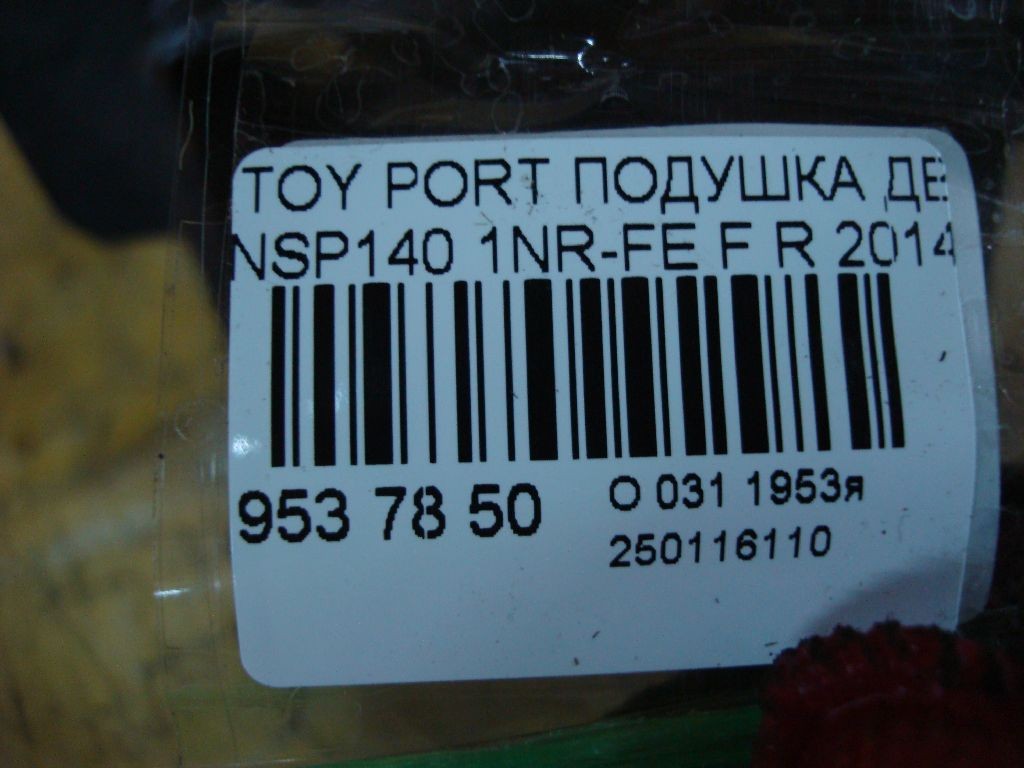 TOY PORT ПОДУШКА ДВ
NSP140 1NR-FE F R 2014
953 78 50
О 031 1953я
250116110